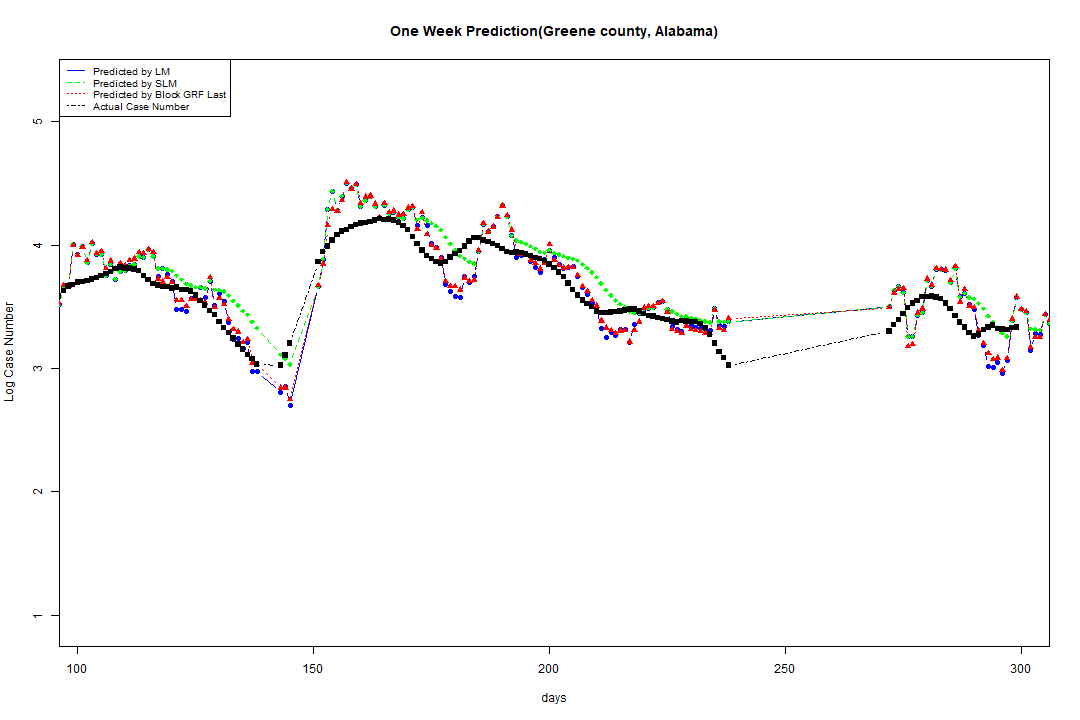 One Week Prediction(Greene county, Alabama)
Predicted by LM
Predicted by SLM
Predicted by Block GRF Last
Actual Case Number
Log Case Number
5
4
3
2
1
100 150 200 250 300
days